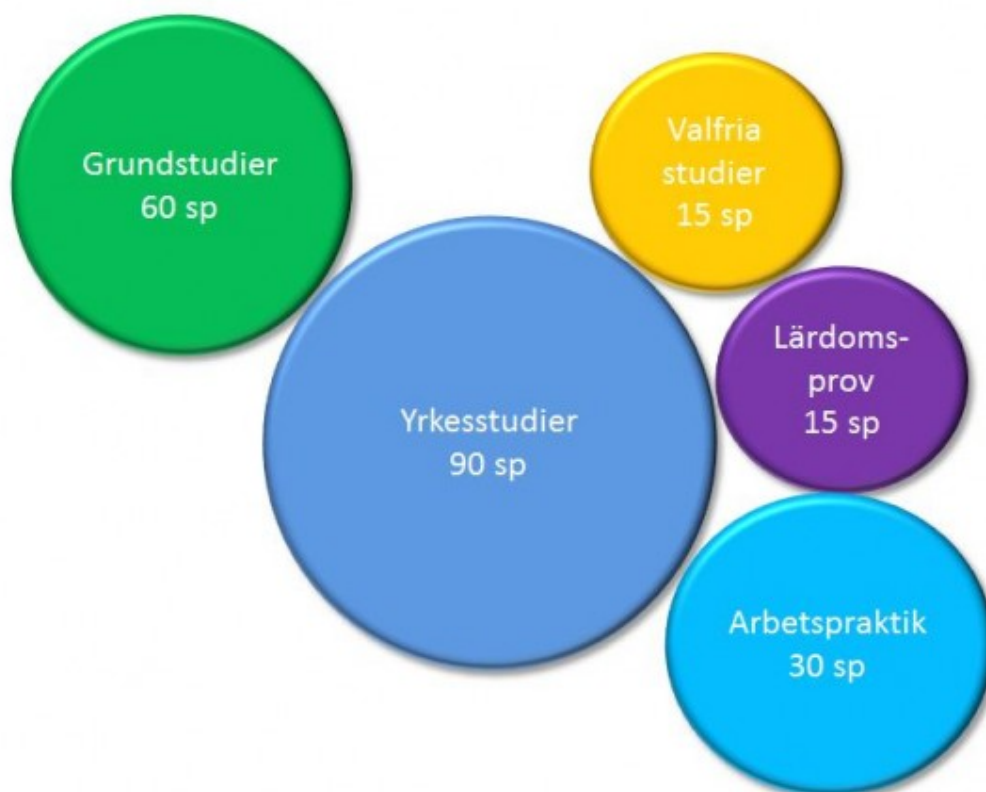 Grundstudier
60 sp
Valfria
studier
15 sp
Lärdoms-
prov
15 sp
Yrkesstudier
90 sp
Arbetspraktik
30 sp